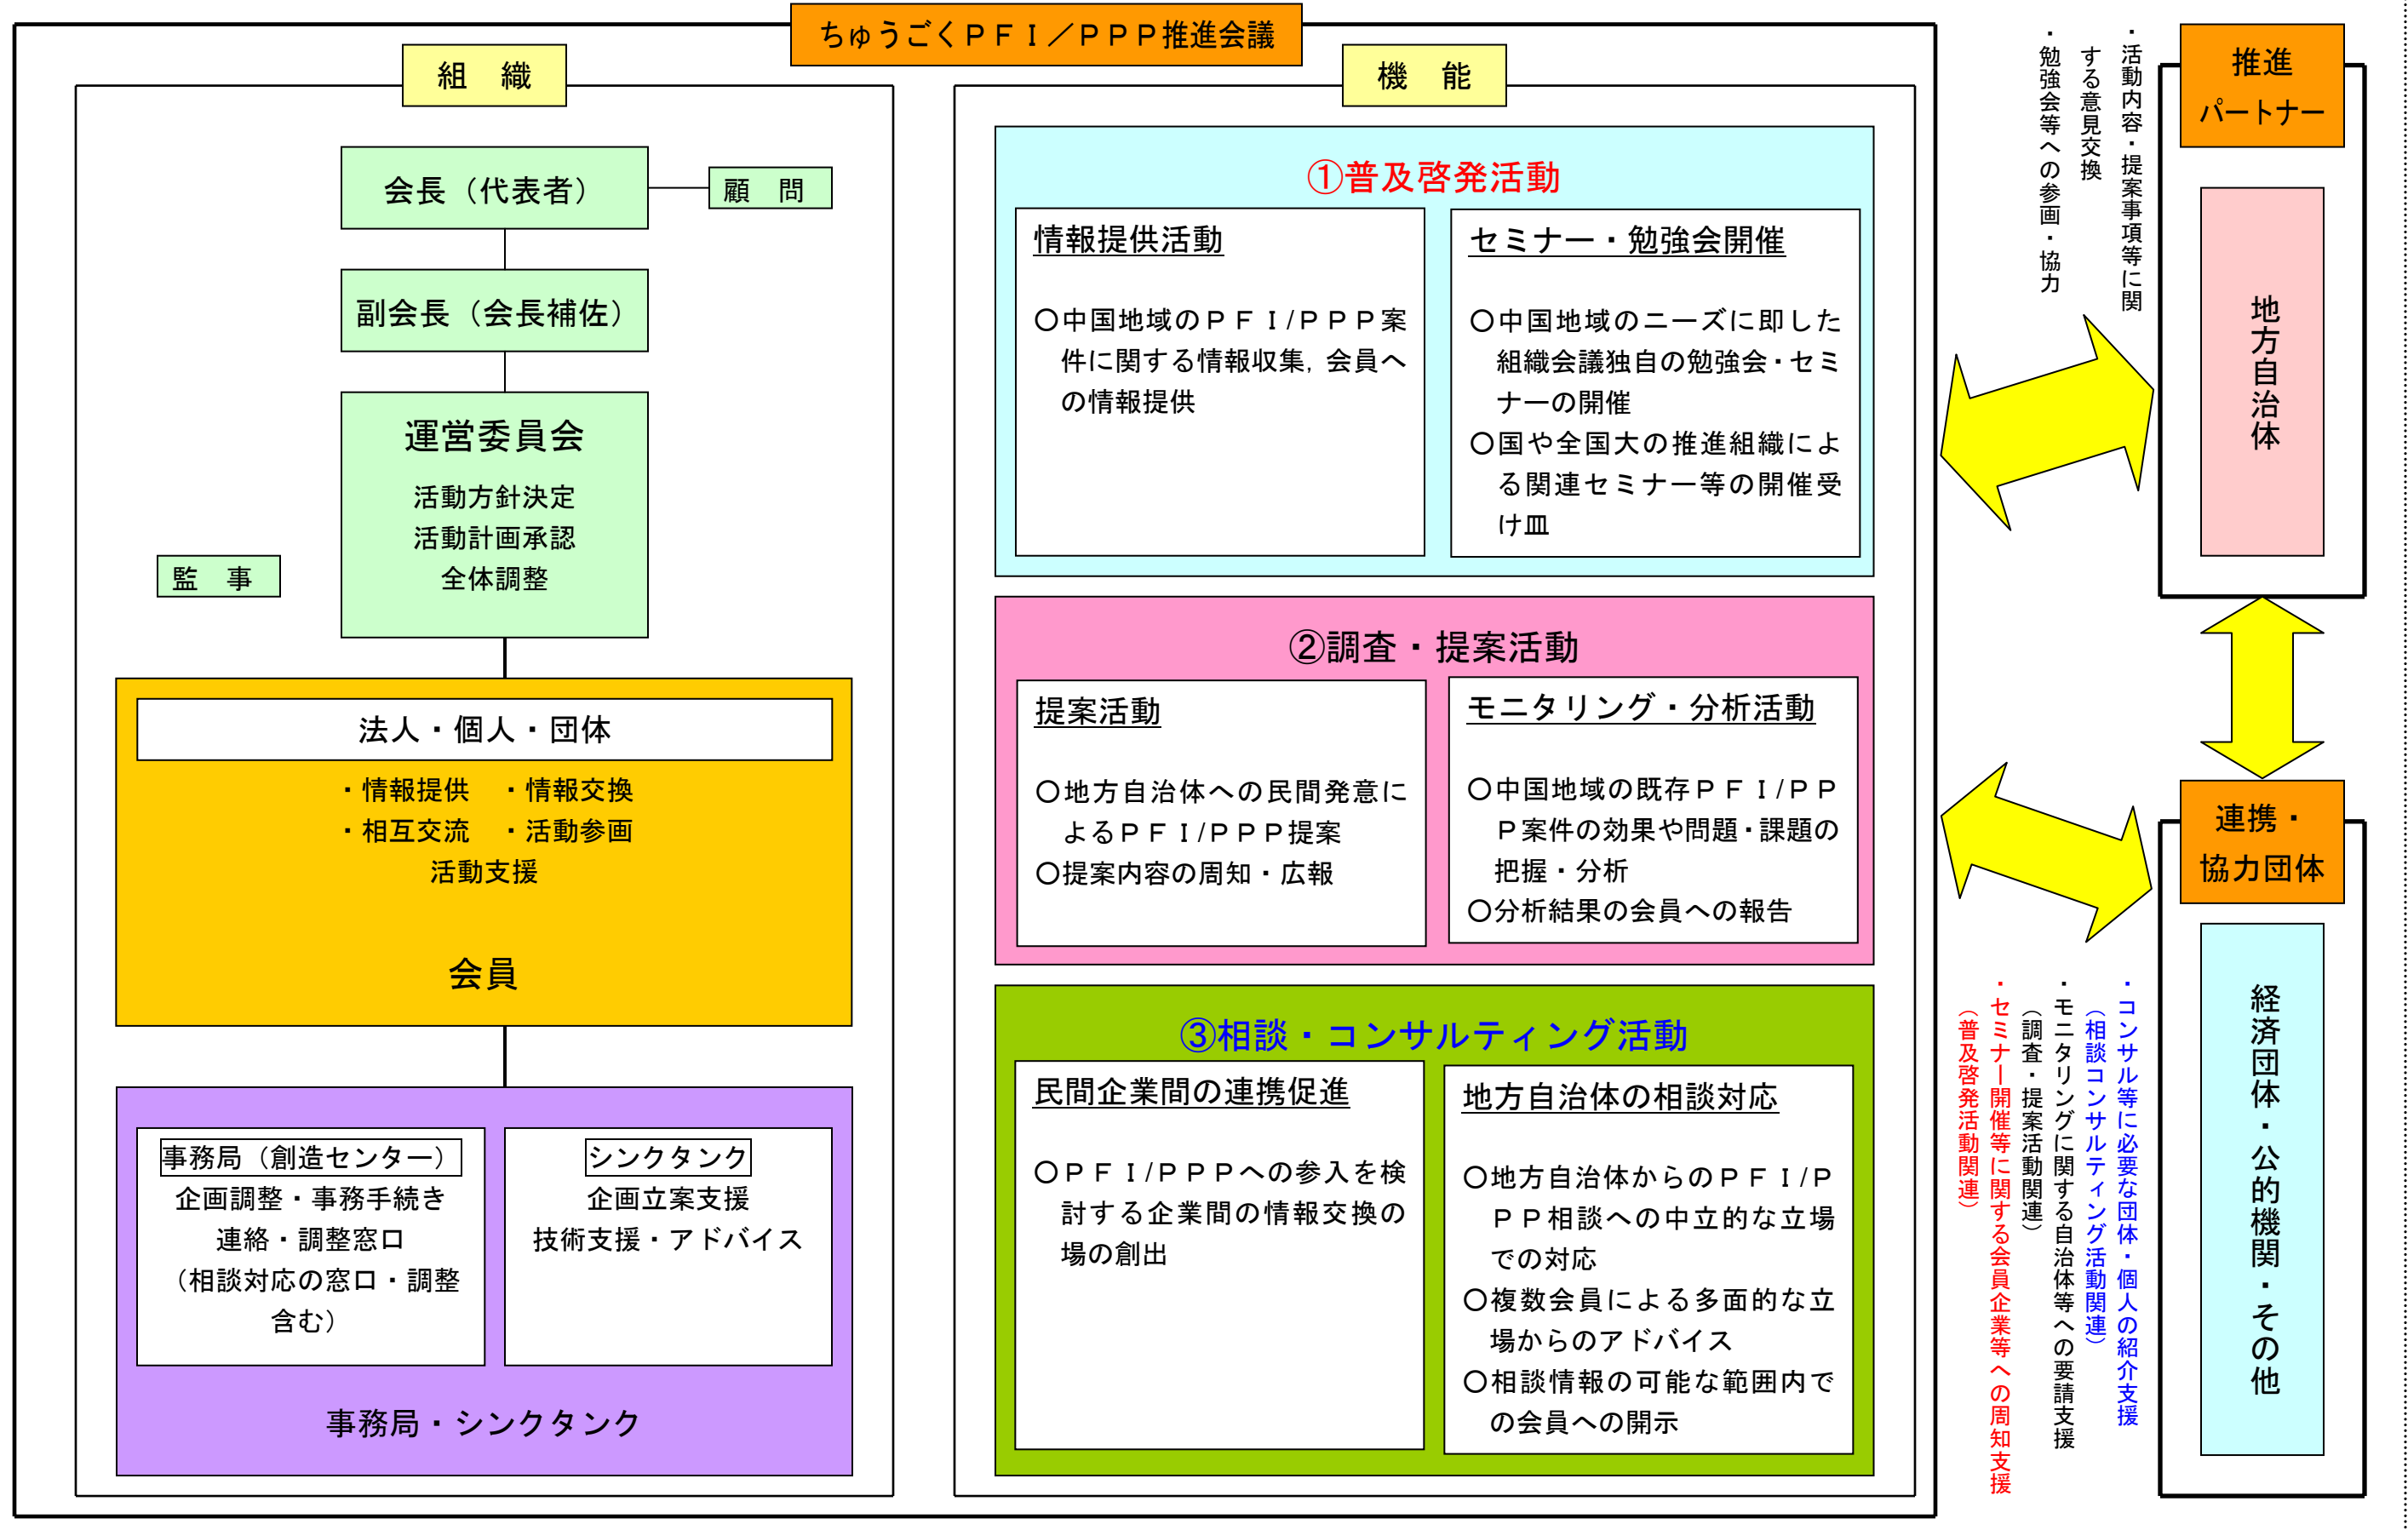 ちゅうごくＰＦＩ／ＰＰＰ推進会議
組　織
会長（代表者）
顧　問
副会長（会長補佐）
運営委員会
活動方針決定
活動計画承認
全体調整
監　事
法人・個人・団体
・情報提供　・情報交換
・相互交流　・活動参画
活動支援
会員
事務局（創造センター）
企画調整・事務手続き
連絡・調整窓口
（相談対応の窓口・調整
含む）
シンクタンク
企画立案支援
技術支援・アドバイス
事務局・シンクタンク
機　能
①普及啓発活動
情報提供活動
○中国地域のＰＦＩ/ＰＰＰ案
件に関する情報収集，会員へ
の情報提供
セミナー・勉強会開催
○中国地域のニーズに即した
組織会議独自の勉強会・セミ
ナーの開催
○国や全国大の推進組織によ
る関連セミナー等の開催受
け皿
②調査・提案活動
提案活動
○地方自治体への民間発意に
よるＰＦＩ/ＰＰＰ提案
○提案内容の周知・広報
モニタリング・分析活動
○中国地域の既存ＰＦＩ/ＰＰ
Ｐ案件の効果や問題・課題の
把握・分析
○分析結果の会員への報告
③相談・コンサルティング活動
民間企業間の連携促進
○ＰＦＩ/ＰＰＰへの参入を検
討する企業間の情報交換の
場の創出
地方自治体の相談対応
○地方自治体からのＰＦＩ/Ｐ
ＰＰ相談への中立的な立場
での対応
○複数会員による多面的な立
場からのアドバイス
○相談情報の可能な範囲内で
の会員への開示
・活動内容・提案事項等に関
する意見交換
・勉強会等への参画・協力
推進
パートナー
地方自治体
連携・
協力団体
経済団体・公的機関・その他
・コンサル等に必要な団体・個人の紹介支援
（相談コンサルティング活動関連）
・モニタリングに関する自治体等への要請支援
（調査・提案活動関連）
・セミナー開催等に関する会員企業等への周知支援
（普及啓発活動関連）